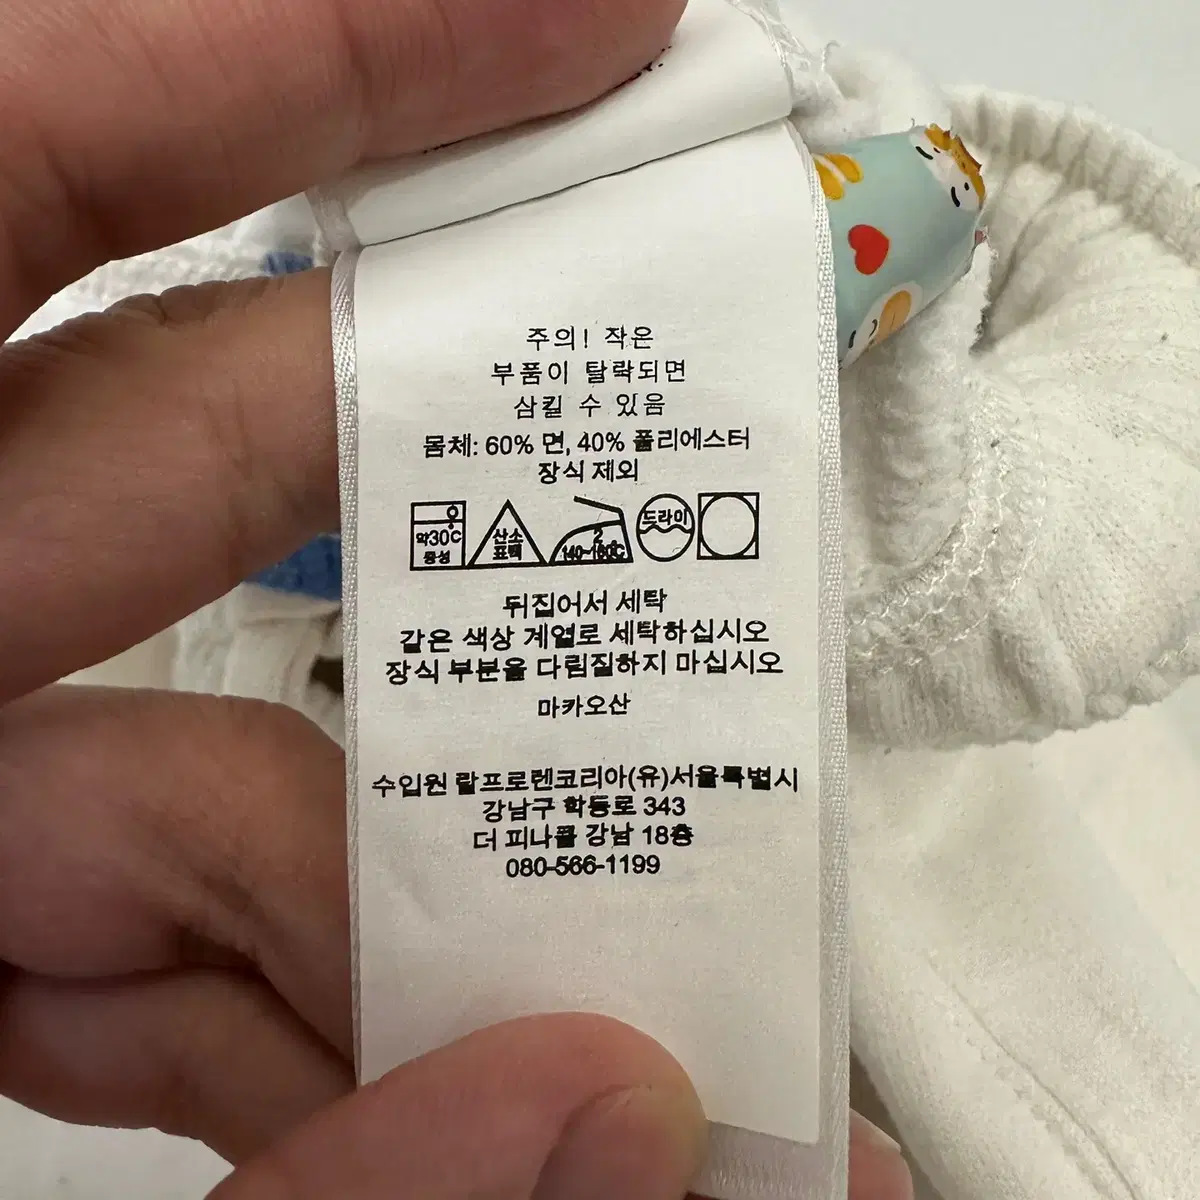 주의! 작은
부품이 탈락되면
삼킬 수 있음
몸체: 60% 면, 40% 폴리에스터
장식 제외
약30℃
중성
산소
표백
2
140~160℃
드라이
뒤집어서 세탁
같은 색상 계열로 세탁하십시오
장식 부분을 다림질하지 마십시오
마카오산
수입원 랄프로렌코리아(유)서울특별시
강남구 학동로 343
더 피나클 강남 18층
080-566-1199